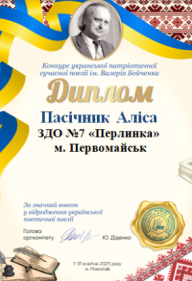 Конкурс української патріотичної
сучасної поезії ім. Валерія Бойченка
Диплом
Пасічник Аліса
ЗДО №7 «Перлинка»
м. Первомайськ
За значний внесок
у відродження української
поетичної поезії
Голова
оргкомітету
Ю. Діденко
1-31 жовтня 2023 року
м. Миколаїв